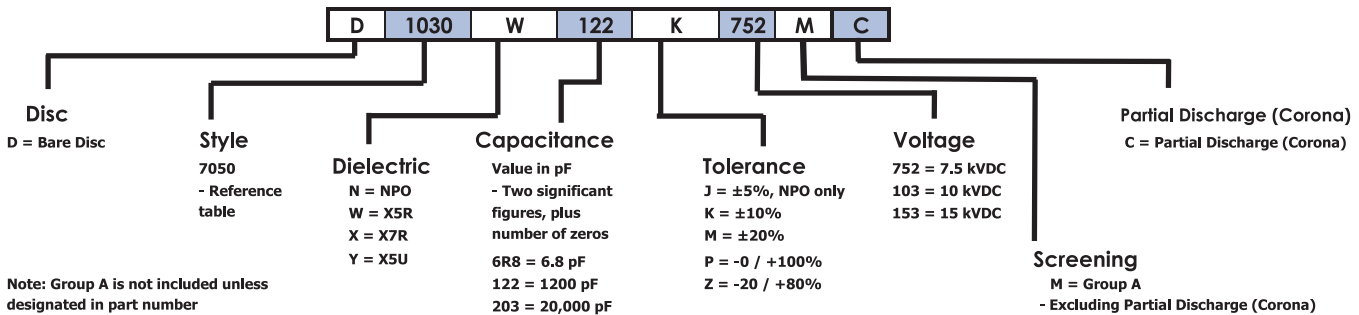 D 1030 W 122 K 752 M C
Disc
D = Bare Disc
Style
7050
- Reference
table
Dielectric
N = NPO
W = X5R
X = X7R
Y = X5U
Capacitance
Value in pF
- Two significant
figures, plus
number of zeros
6R8 = 6.8 pF
122 = 1200 pF
203 = 20,000 pF
Tolerance
J = ±5%, NPO only
K = ±10%
M = ±20%
P = -0 / +100%
Z = -20 / +80%
Voltage
752 = 7.5 kVDC
103 = 10 kVDC
153 = 15 kVDC
Screening
M = Group A
- Excluding Partial Discharge (Corona)
Partial Discharge (Corona)
C = Partial Discharge (Corona)
Note: Group A is not included unless
designated in part number